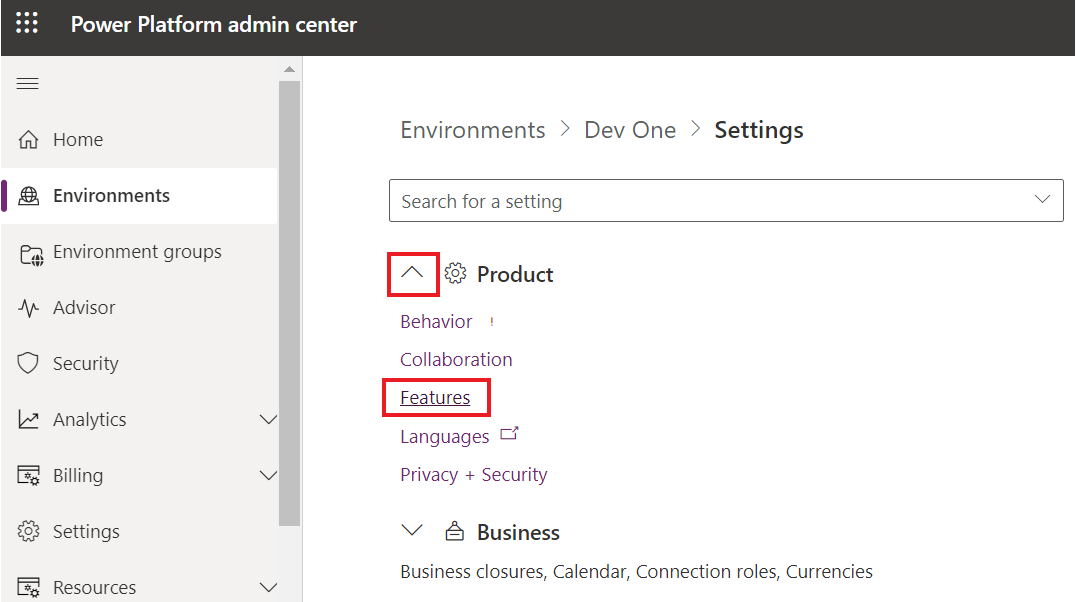 Power Platform admin center
Home
Environments
Environment groups
Advisor
Security
Analytics
Billing
Settings
Resources
Environments > Dev One > Settings
Search for a setting
Product
Behavior
Collaboration
Features
Languages
Privacy + Security
Business
Business closures, Calendar, Connection roles, Currencies